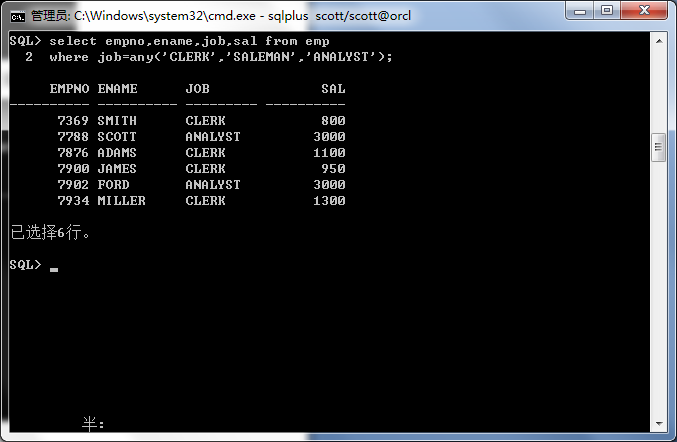 管理员: C:\Windows\system32\cmd.exe - sqlplus  scott/scott@orcl
SQL> select empno,ename,job,sal from emp
  2  where job=any('CLERK','SALEMAN','ANALYST');
     EMPNO ENAME      JOB              SAL
---------- ---------- --------- ----------
      7369 SMITH      CLERK            800
      7788 SCOTT      ANALYST         3000
      7876 ADAMS      CLERK           1100
      7900 JAMES      CLERK            950
      7902 FORD       ANALYST         3000
      7934 MILLER     CLERK           1300
已选择6行。
SQL> _
半: